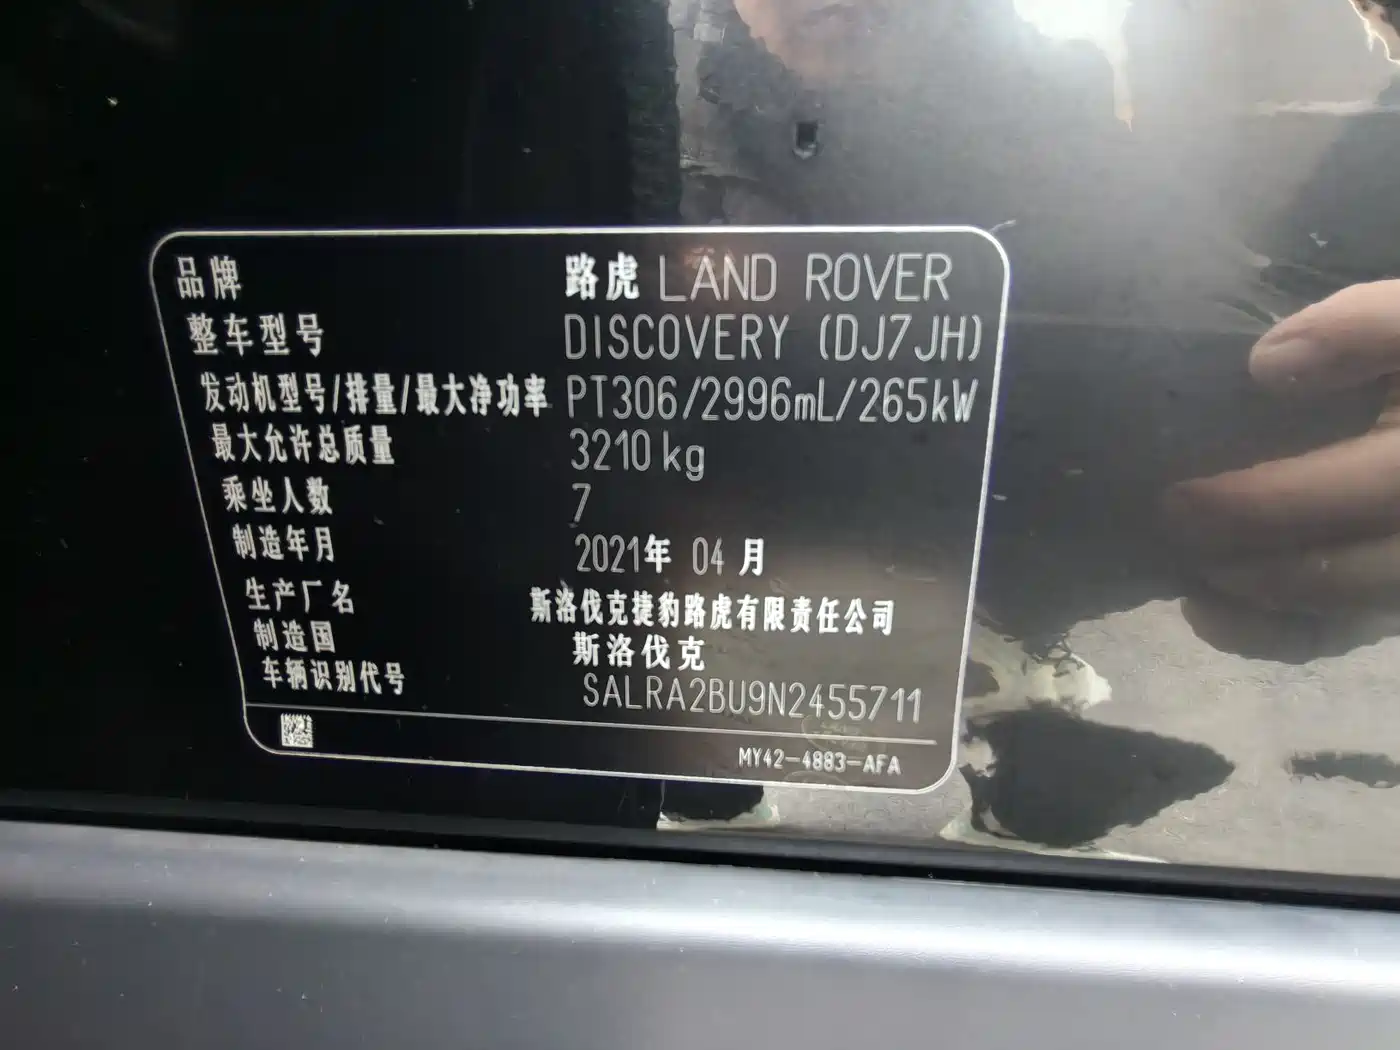 品牌 路虎 LAND ROVER
整车型号 DISCOVERY (DJ7JH)
发动机型号/排量/最大净功率 PT306/2996mL/265kW
最大允许总质量 3210 kg
乘坐人数 7
制造年月 2021年 04 月
生产厂名 斯洛伐克捷豹路虎有限责任公司
制造国 斯洛伐克
车辆识别代号 SALRA2BU9N2455711
MY42-4883-AFA